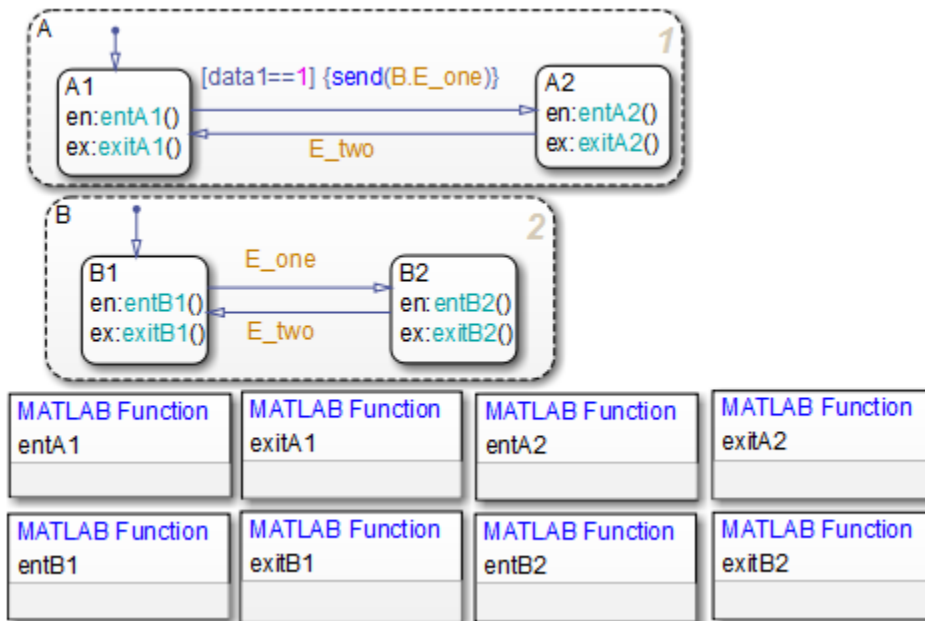 A
1
A1
en:entA1()
ex:exitA1()
[data1==1] {send(B.E_one)}
E_two
A2
en:entA2()
ex:exitA2()
B
2
B1
en:entB1()
ex:exitB1()
E_one
E_two
B2
en:entB2()
ex:exitB2()
MATLAB Function
entA1
MATLAB Function
exitA1
MATLAB Function
entA2
MATLAB Function
exitA2
MATLAB Function
entB1
MATLAB Function
exitB1
MATLAB Function
entB2
MATLAB Function
exitB2